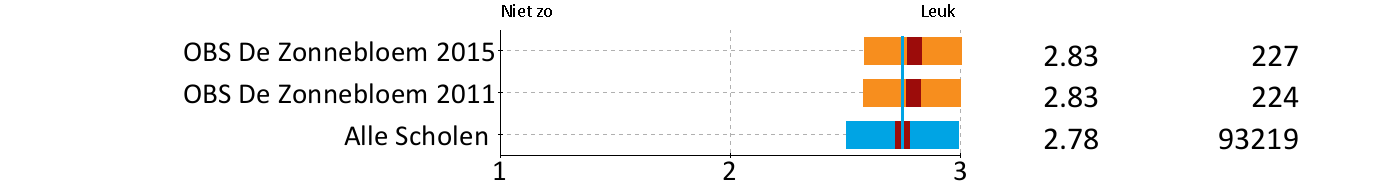 Niet zo Leuk
OBS De Zonnebloem 2015 2.83 227
OBS De Zonnebloem 2011 2.83 224
Alle Scholen 2.78 93219
1 2 3